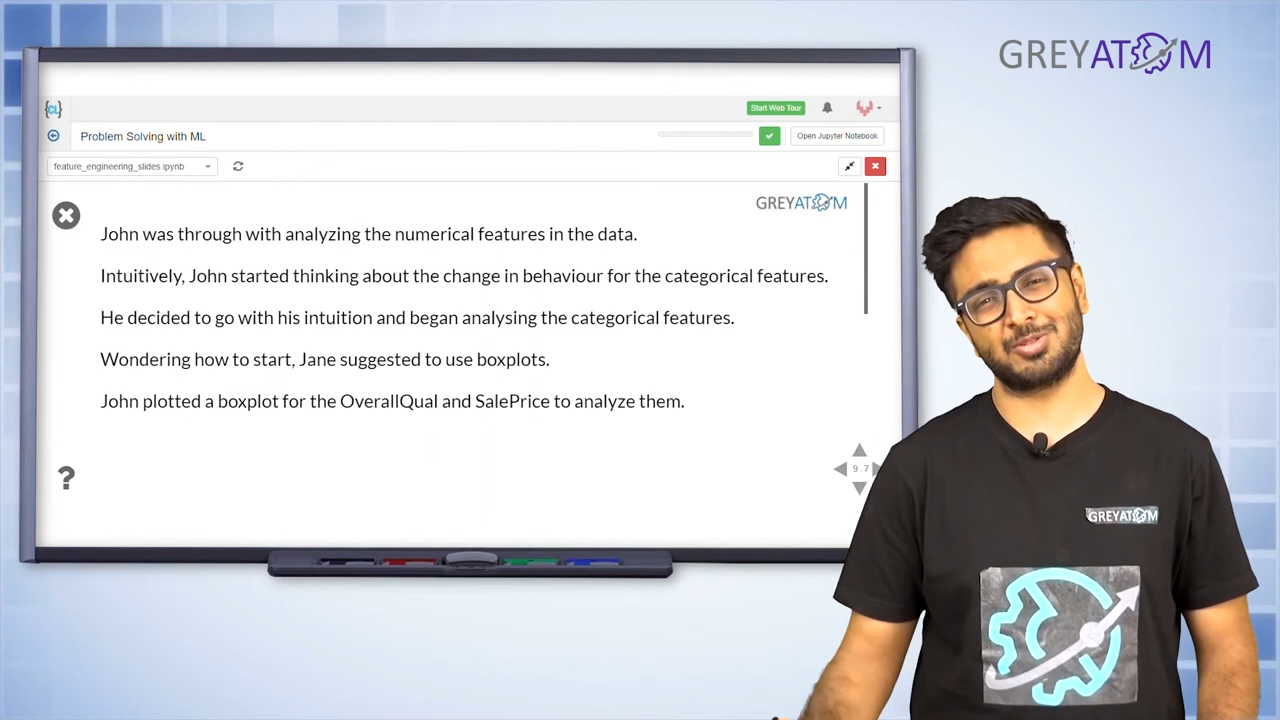 GREYATOM
{CL}
Start Web Tour
Problem Solving with ML
Open Jupyter Notebook
feature_engineering_slides.ipynb
GREYATOM
John was through with analyzing the numerical features in the data.
Intuitively, John started thinking about the change in behaviour for the categorical features.
He decided to go with his intuition and began analysing the categorical features.
Wondering how to start, Jane suggested to use boxplots.
John plotted a boxplot for the OverallQual and SalePrice to analyze them.
?
9.7
GREYATOM